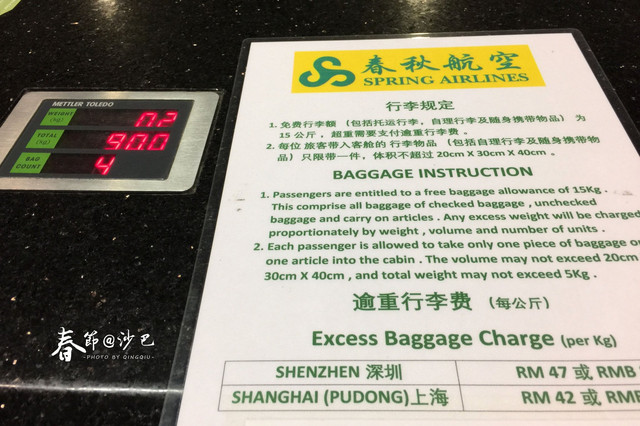 METTLER TOLEDO
WEIGHT (kg) 0.2
TOTAL (kg) 90.0
BAG COUNT 4
春秋航空
SPRING AIRLINES
行李规定
1. 免费行李额（包括托运行李，自理行李及随身携带物品）为
15 公斤，超重需要支付逾重行李费。
2. 每位旅客带入客舱的行李物品（包括自理行李及随身携带物
品）只限带一件，体积不超过 20cm X 30cm X 40cm。
BAGGAGE INSTRUCTION
1. Passengers are entitled to a free baggage allowance of 15Kg.
This comprise all baggage of checked baggage, unchecked
baggage and carry on articles. Any excess weight will be charged
proportionately by weight, volume and number of units.
2. Each passenger is allowed to take only one piece of baggage or
one article into the cabin. The volume may not exceed 20cm
30cm X 40cm, and total weight may not exceed 5Kg.
逾重行李费（每公斤）
Excess Baggage Charge (per Kg)
SHENZHEN 深圳 RM 47 或 RMB
SHANGHAI (PUDONG)上海 RM 42 或 RMB
春節@沙巴
-PHOTO BY QINGQIU-